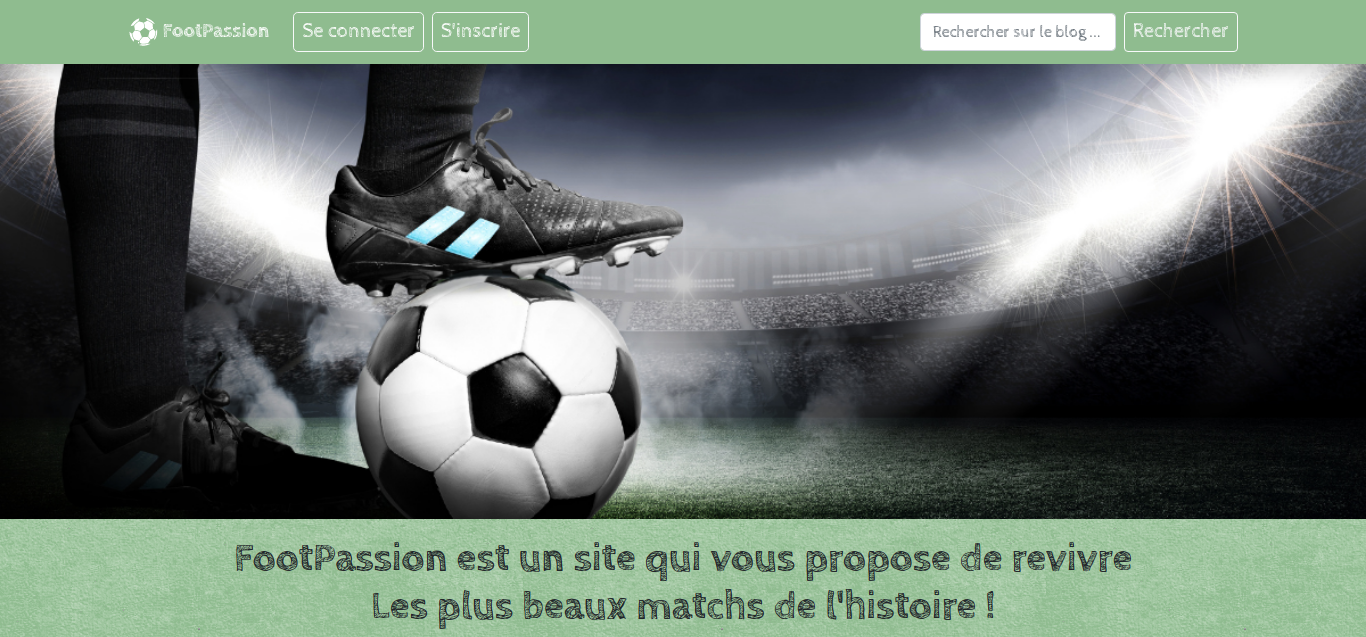 FootPassion Se connecter S'inscrire Rechercher sur le blog ... Rechercher
FootPassion est un site qui vous propose de revivre
Les plus beaux matchs de l'histoire !